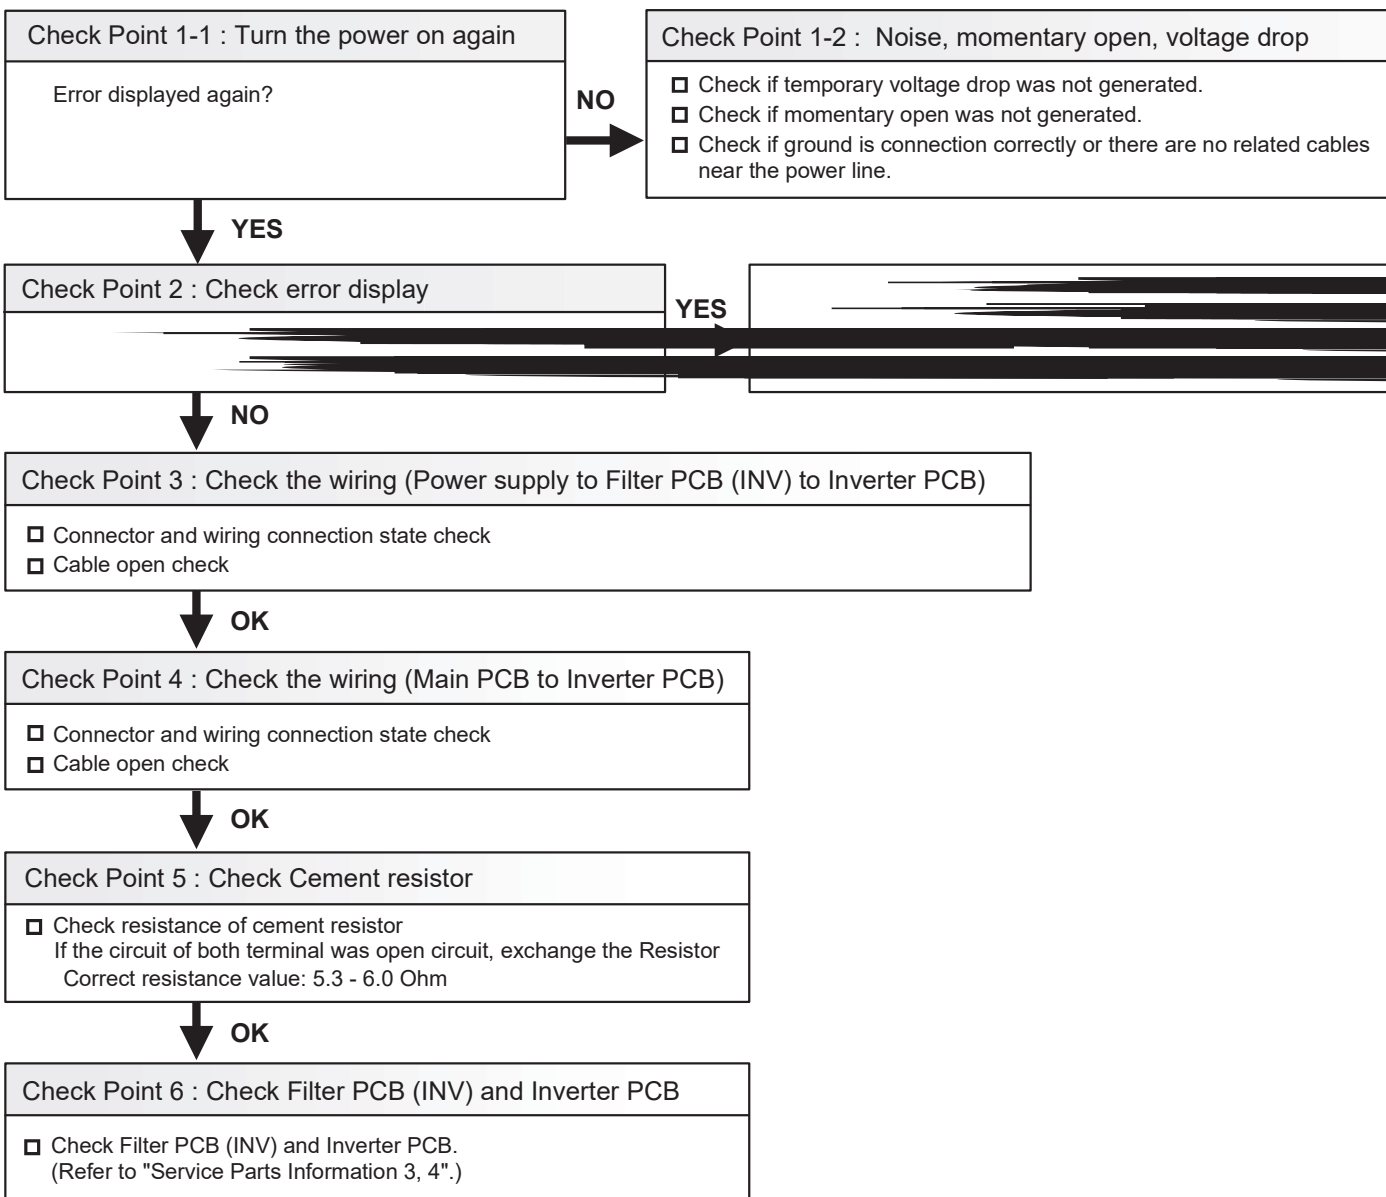 Check Point 1-1 : Turn the power on again
Error displayed again?
NO
Check Point 1-2 : Noise, momentary open, voltage drop
Check if temporary voltage drop was not generated.
Check if momentary open was not generated.
Check if ground is connection correctly or there are no related cables
near the power line.
YES
Check Point 2 : Check error display
YES
NO
Check Point 3 : Check the wiring (Power supply to Filter PCB (INV) to Inverter PCB)
Connector and wiring connection state check
Cable open check
OK
Check Point 4 : Check the wiring (Main PCB to Inverter PCB)
Connector and wiring connection state check
Cable open check
OK
Check Point 5 : Check Cement resistor
Check resistance of cement resistor
If the circuit of both terminal was open circuit, exchange the Resistor
Correct resistance value: 5.3 - 6.0 Ohm
OK
Check Point 6 : Check Filter PCB (INV) and Inverter PCB
Check Filter PCB (INV) and Inverter PCB.
(Refer to "Service Parts Information 3, 4".)